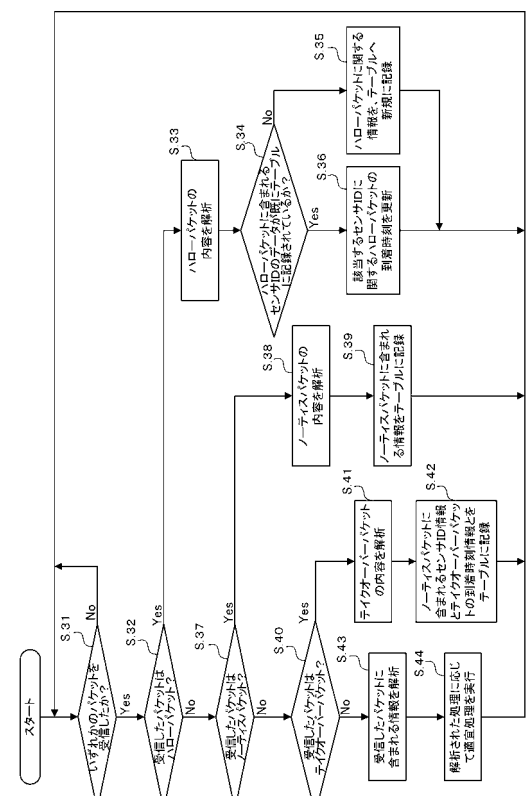 スタート
S.31
いずれかのパケットを
受信したか？
No
Yes
S.32
受信したパケットは
ハローパケット？
Yes
No
S.33
ハローパケットの
内容を解析
S.34
ハローパケットに含まれる
センサIDのデータが既にテーブル
に記録されているか？
No
Yes
S.35
ハローパケットに関する
情報を、テーブルへ
新規に記録
S.36
該当するセンサIDに
関するハローパケットの
到着時刻を更新
S.37
受信したパケットは
ノーティスパケット？
Yes
No
S.38
ノーティスパケットの
内容を解析
S.39
ノーティスパケットに含まれ
る情報をテーブルに記録
S.40
受信したパケットは
テイクオーバーパケット？
Yes
No
S.41
テイクオーバーパケット
の内容を解析
S.42
ノーティスパケットに
含まれるセンサID情報
とテイクオーバーパケッ
トの到着時刻情報とを
テーブルに記録
S.43
受信したパケットに
含まれる情報を解析
S.44
解析された処理に応じ
て適宜処理を実行